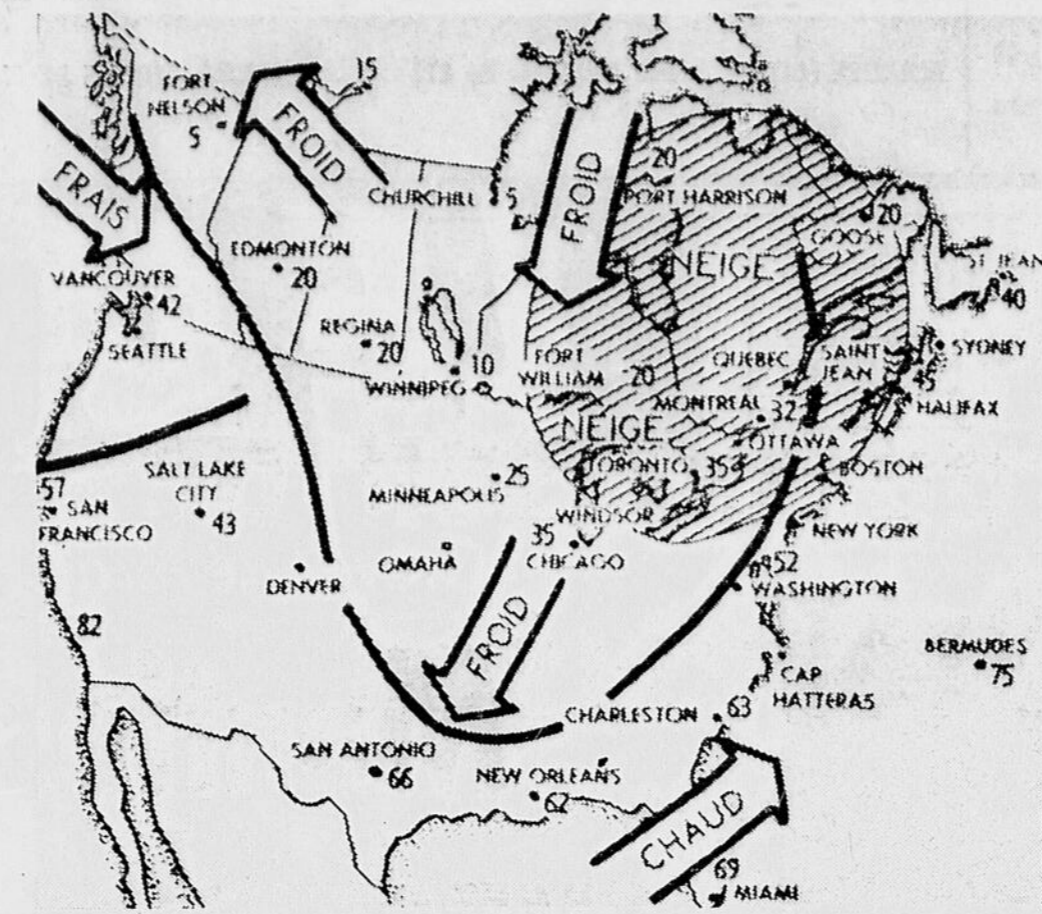 15
FORT
NELSON
5
FROID
FRAIS
CHURCHILL
5
FROID
20
PORT HARRISON
20
GOOSE
NEIGE
ST JEAN
40
EDMONTON
20
VANCOUVER
42
SEATTLE
REGINA
20
WINNIPEG
10
FORT
WILLIAM
20
QUEBEC
SAINT
JEAN
SYDNEY
45
HALIFAX
MONTREAL
32
NEIGE
OTTAWA
TORONTO
35
BOSTON
SALT LAKE
CITY
43
57
SAN
FRANCISCO
MINNEAPOLIS
25
WINDSOR
NEW YORK
35
CHICAGO
OMAHA
DENVER
52
WASHINGTON
FROID
82
BERMUDES
75
CAP
HATTERAS
CHARLESTON
63
SAN ANTONIO
66
NEW ORLEANS
62
CHAUD
69
MIAMI